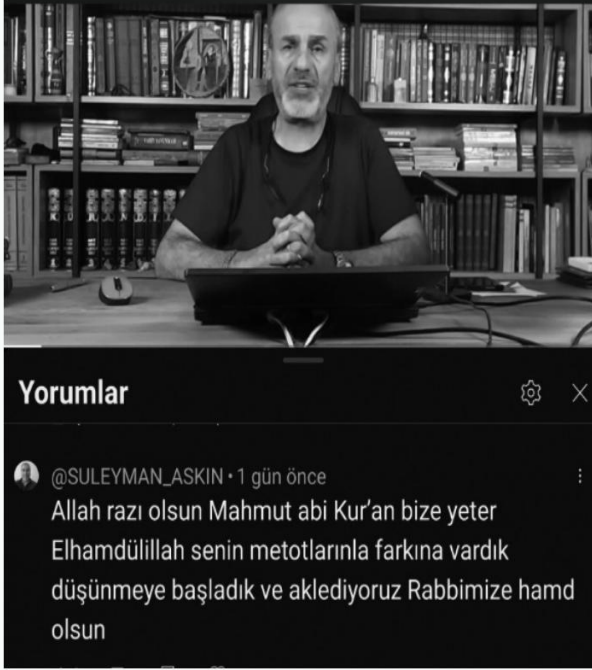 Yorumlar
@SULEYMAN_ASKIN • 1 gün önce
Allah razı olsun Mahmut abi Kur'an bize yeter
Elhamdülillah senin metotlarınla farkına vardık
düşünmeye başladık ve aklediyoruz Rabbimize hamd
olsun